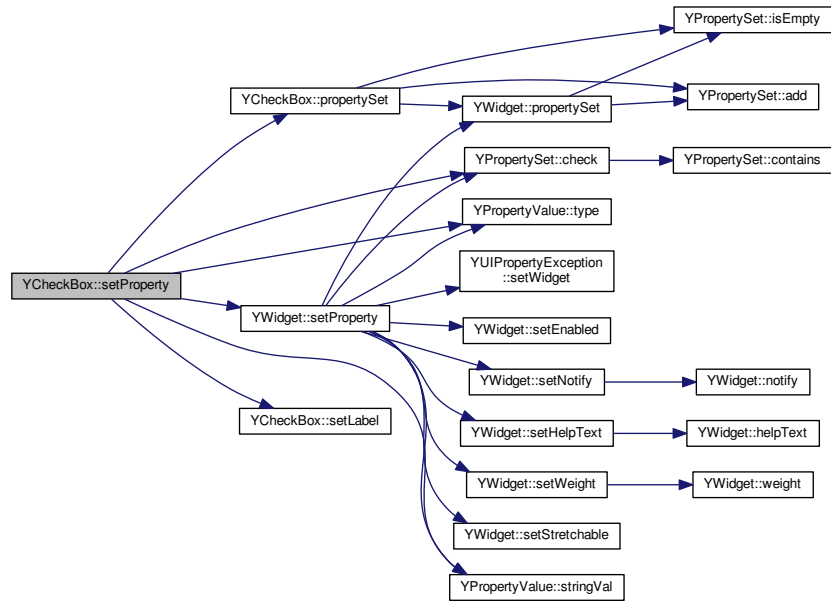 YPropertySet::isEmpty
YCheckBox::propertySet
YPropertySet::add
YWidget::propertySet
YPropertySet::check
YPropertySet::contains
YPropertyValue::type
YUIPropertyException
::setWidget
YCheckBox::setProperty
YWidget::setProperty
YWidget::setEnabled
YWidget::setNotify
YWidget::notify
YCheckBox::setLabel
YWidget::setHelpText
YWidget::helpText
YWidget::setWeight
YWidget::weight
YWidget::setStretchable
YPropertyValue::stringVal